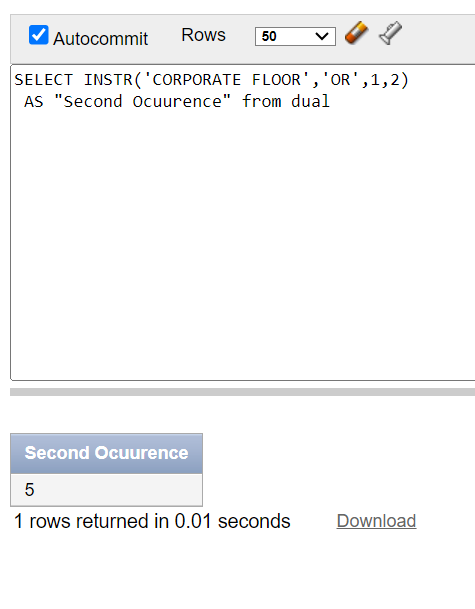 Autocommit Rows 50
SELECT INSTR('CORPORATE FLOOR','OR',1,2)
AS "Second Ocuurence" from dual
Second Ocuurence
5
1 rows returned in 0.01 seconds Download